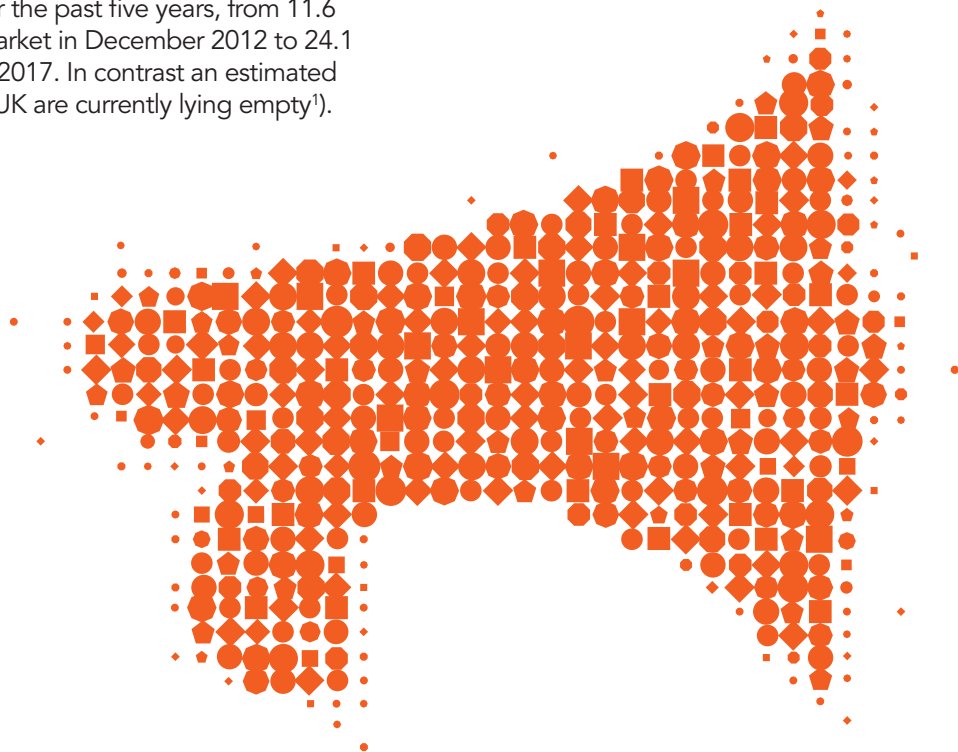 r the past five years, from 11.6
arket in December 2012 to 24.1
2017. In contrast an estimated
UK are currently lying empty¹).